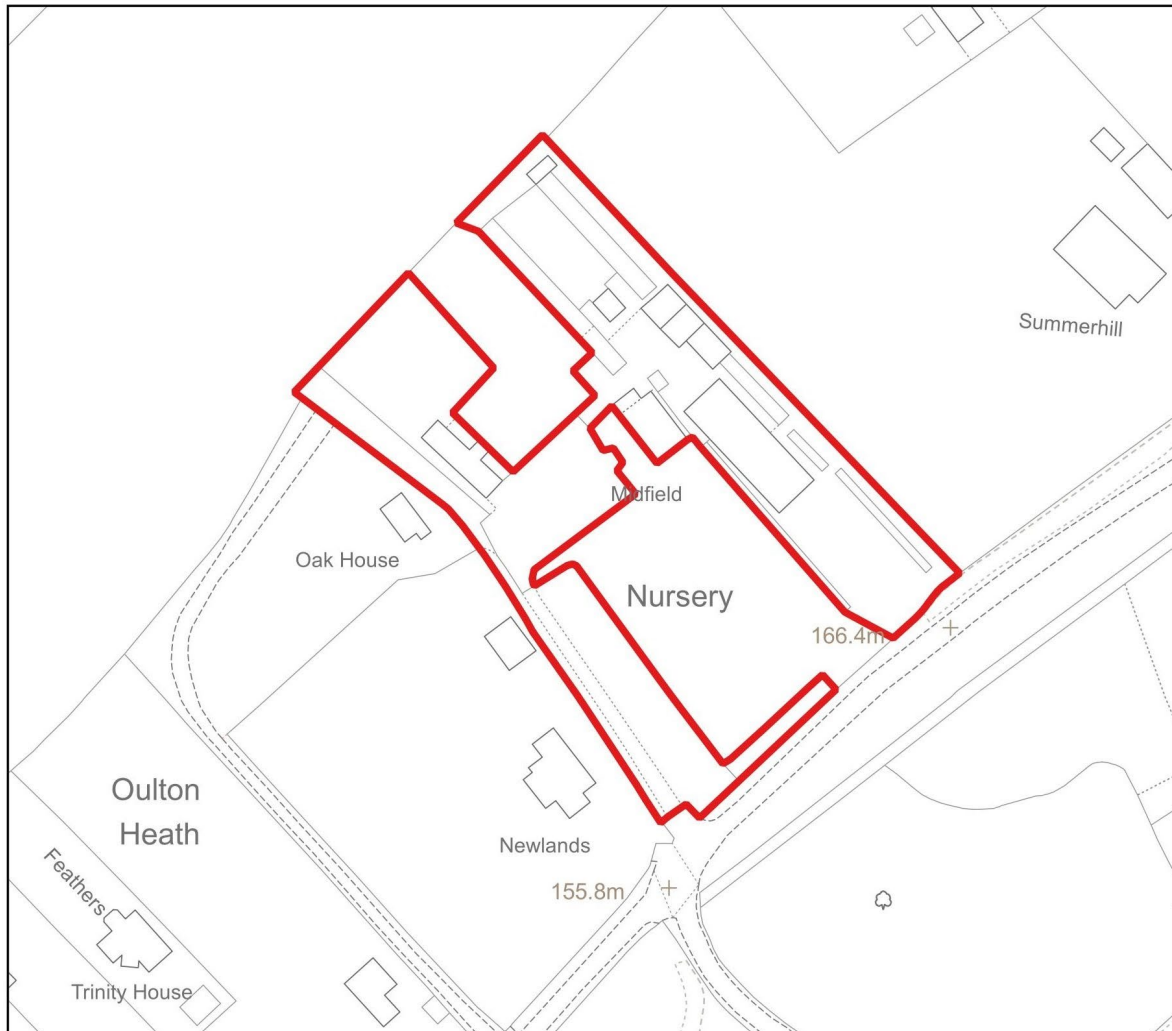 Summerhill
Midfield
Oak House
Nursery
166.4m
Oulton
Heath
Newlands
155.8m
Feathers
Trinity House